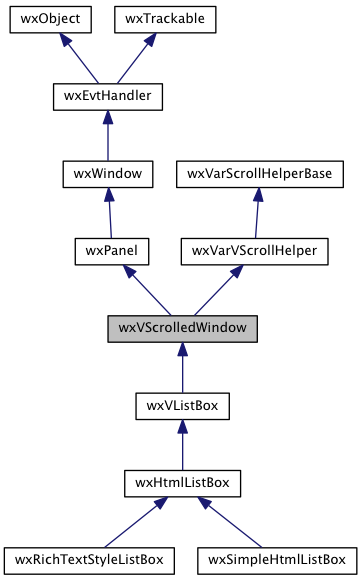 wxObject
wxTrackable
wxEvtHandler
wxWindow
wxVarScrollHelperBase
wxPanel
wxVarVScrollHelper
wxVScrolledWindow
wxVListBox
wxHtmlListBox
wxRichTextStyleListBox
wxSimpleHtmlListBox